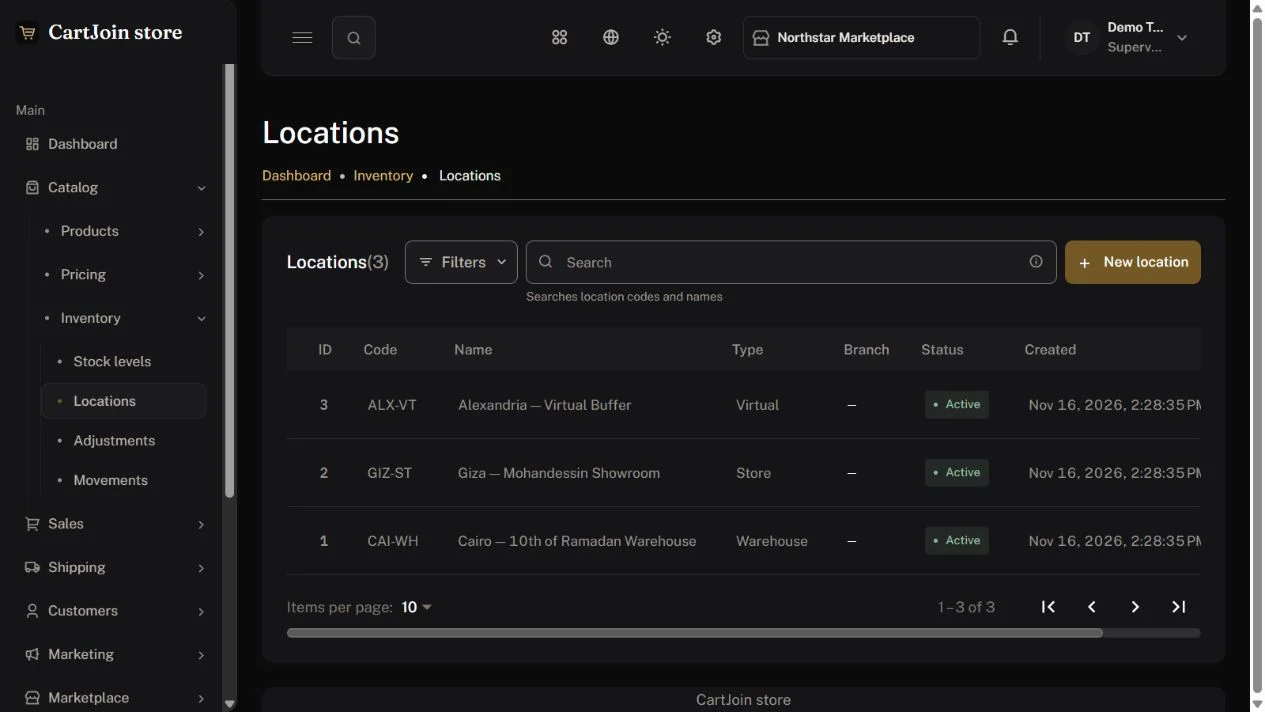 CartJoin store
Northstar Marketplace
DT
Demo T...
Superv...
Main
Dashboard
Catalog
Products
Pricing
Inventory
Stock levels
Locations
Adjustments
Movements
Sales
Shipping
Customers
Marketing
Marketplace
Locations
Dashboard • Inventory • Locations
Locations(3)
Filters
Search
+ New location
Searches location codes and names
ID Code Name Type Branch Status Created
3 ALX-VT Alexandria — Virtual Buffer Virtual — • Active Nov 16, 2026, 2:28:35 PM
2 GIZ-ST Giza — Mohandessin Showroom Store — • Active Nov 16, 2026, 2:28:35 PM
1 CAI-WH Cairo — 10th of Ramadan Warehouse Warehouse — • Active Nov 16, 2026, 2:28:35 PM
Items per page: 10
1–3 of 3
CartJoin store